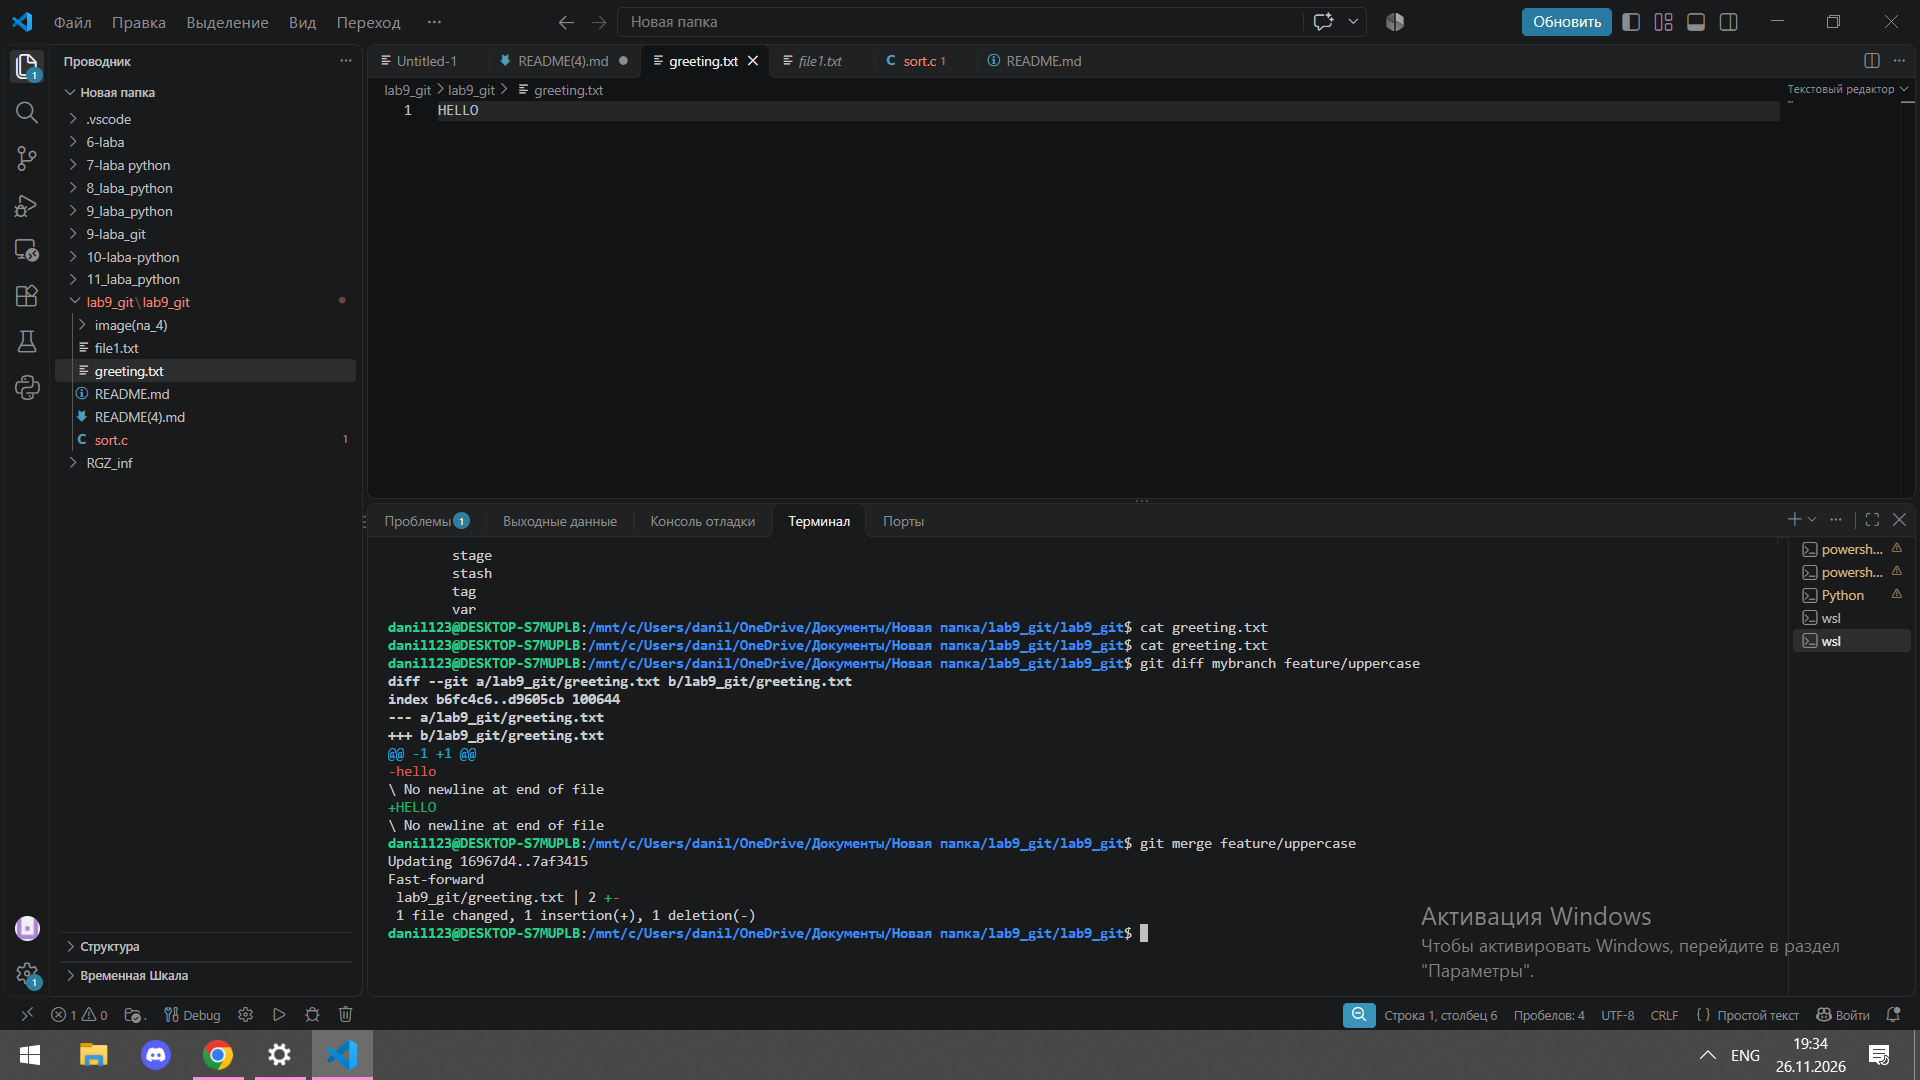 Файл Правка Выделение Вид Переход ···
Новая папка
Обновить
Проводник
Новая папка
.vscode
6-laba
7-laba python
8_laba_python
9_laba_python
9-laba_git
10-laba-python
11_laba_python
lab9_git\lab9_git
image(na_4)
file1.txt
greeting.txt
README.md
README(4).md
sort.c 1
RGZ_inf
Структура
Временная Шкала
Untitled-1 README(4).md greeting.txt file1.txt sort.c 1 README.md
lab9_git > lab9_git > greeting.txt
Текстовый редактор
1 HELLO
Проблемы 1 Выходные данные Консоль отладки Терминал Порты
stage
stash
tag
var
danil123@DESKTOP-S7MUPLB:/mnt/c/Users/danil/OneDrive/Документы/Новая папка/lab9_git/lab9_git$ cat greeting.txt
danil123@DESKTOP-S7MUPLB:/mnt/c/Users/danil/OneDrive/Документы/Новая папка/lab9_git/lab9_git$ cat greeting.txt
danil123@DESKTOP-S7MUPLB:/mnt/c/Users/danil/OneDrive/Документы/Новая папка/lab9_git/lab9_git$ git diff mybranch feature/uppercase
diff --git a/lab9_git/greeting.txt b/lab9_git/greeting.txt
index b6fc4c6..d9605cb 100644
--- a/lab9_git/greeting.txt
+++ b/lab9_git/greeting.txt
@@ -1 +1 @@
-hello
\ No newline at end of file
+HELLO
\ No newline at end of file
danil123@DESKTOP-S7MUPLB:/mnt/c/Users/danil/OneDrive/Документы/Новая папка/lab9_git/lab9_git$ git merge feature/uppercase
Updating 16967d4..7af3415
Fast-forward
lab9_git/greeting.txt | 2 +-
1 file changed, 1 insertion(+), 1 deletion(-)
danil123@DESKTOP-S7MUPLB:/mnt/c/Users/danil/OneDrive/Документы/Новая папка/lab9_git/lab9_git$
powersh...
powersh...
Python
wsl
wsl
Активация Windows
Чтобы активировать Windows, перейдите в раздел
"Параметры".
1 0 Debug
Строка 1, столбец 6 Пробелов: 4 UTF-8 CRLF { } Простой текст Войти
ENG
19:34
26.11.2026